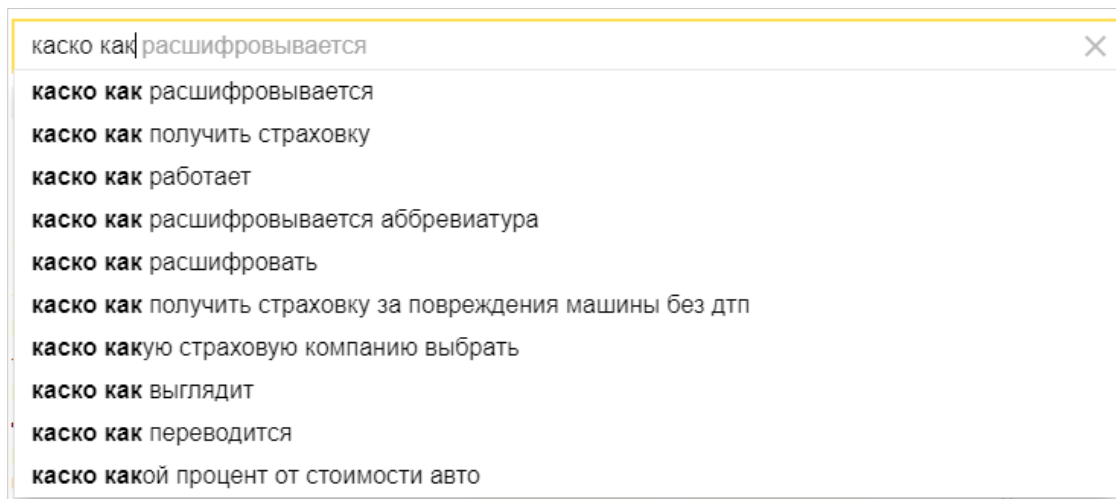 каско как расшифровывается
каско как расшифровывается
каско как получить страховку
каско как работает
каско как расшифровывается аббревиатура
каско как расшифровать
каско как получить страховку за повреждения машины без дтп
каско какую страховую компанию выбрать
каско как выглядит
каско как переводится
каско какой процент от стоимости авто